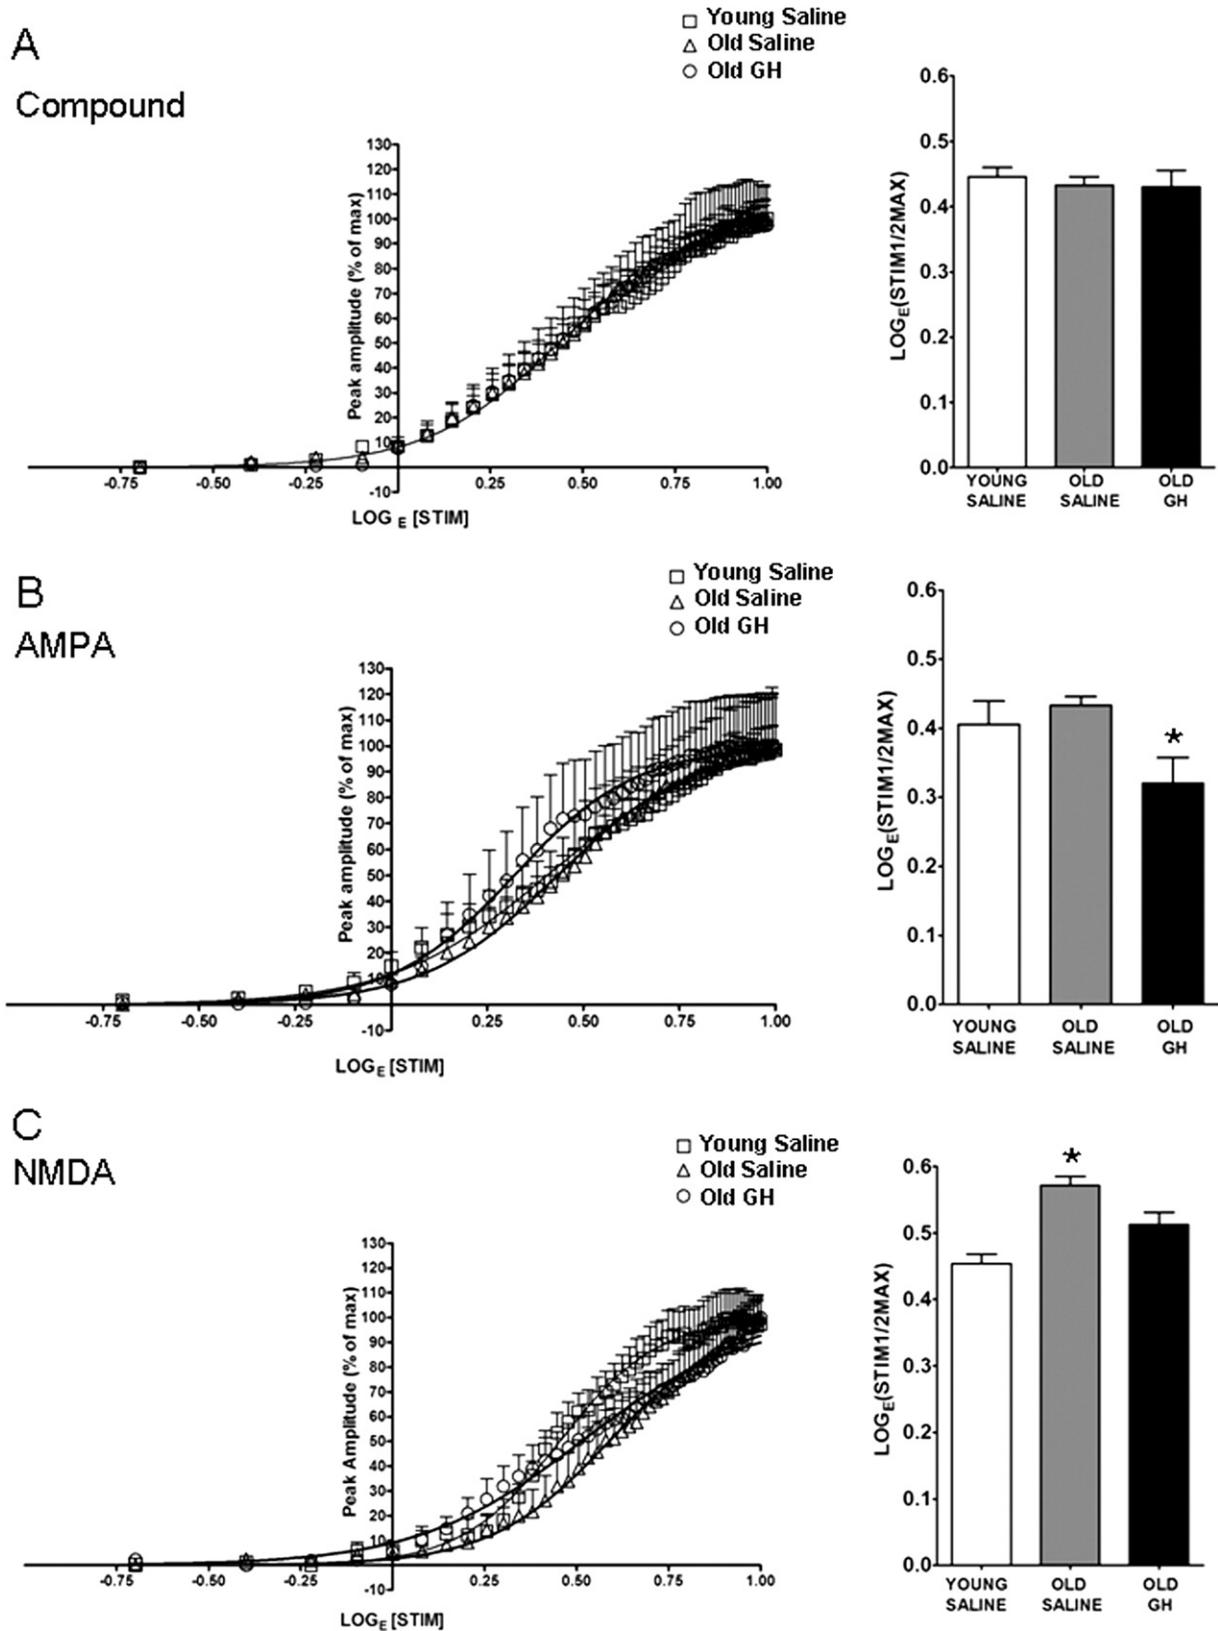 A
Compound
Young Saline
Old Saline
Old GH
Peak amplitude (% of max)
130
120
110
100
90
80
70
60
50
40
30
20
10
-10
-0.75 -0.50 -0.25 0.25 0.50 0.75 1.00
LOG E [STIM]
LOGE(STIM1/2MAX)
0.6
0.5
0.4
0.3
0.2
0.1
0.0
YOUNG SALINE
OLD SALINE
OLD GH
B
AMPA
Young Saline
Old Saline
Old GH
Peak amplitude (% of max)
130
120
110
100
90
80
70
60
50
40
30
20
10
-10
-0.75 -0.50 -0.25 0.25 0.50 0.75 1.00
LOGE [STIM]
LOGE(STIM1/2MAX)
0.6
0.5
0.4
0.3
0.2
0.1
0.0
*
YOUNG SALINE
OLD SALINE
OLD GH
C
NMDA
Young Saline
Old Saline
Old GH
Peak Amplitude (% of max)
130
120
110
100
90
80
70
60
50
40
30
20
10
-10
-0.75 -0.50 -0.25 0.25 0.50 0.75 1.00
LOGE [STIM]
LOGE(STIM1/2MAX)
0.6
0.5
0.4
0.3
0.2
0.1
0.0
*
YOUNG SALINE
OLD SALINE
OLD GH